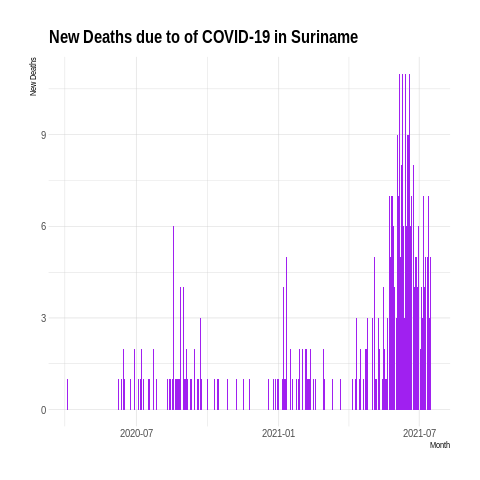 New Deaths due to of COVID-19 in Suriname
New Deaths
9
6
3
0
2020-07
2021-01
2021-07
Month